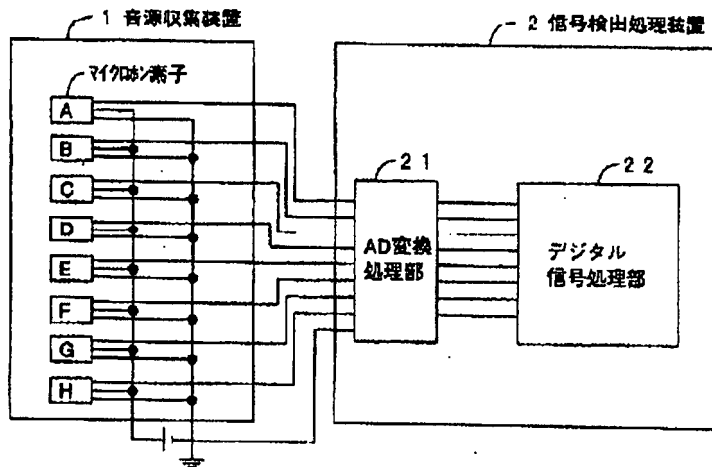 1 音源収集装置
2 信号検出処理装置
マイクロホン素子
A
B
C
D
E
F
G
H
21
22
AD変換
処理部
デジタル
信号処理部